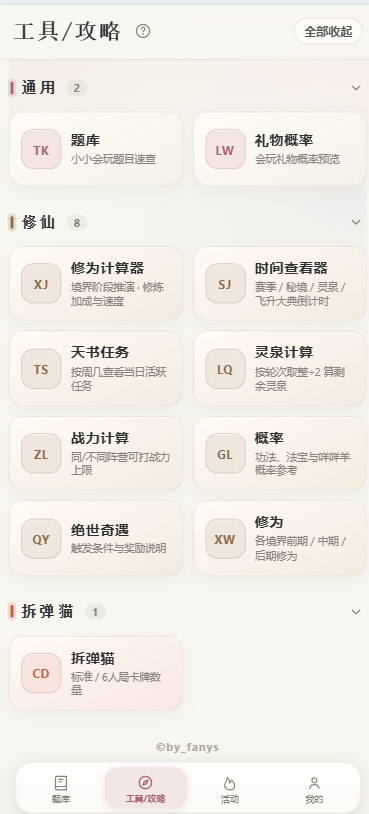 工具/攻略 ?
全部收起
通用 2
TK
题库
小小会玩题目速查
LW
礼物概率
会玩礼物概率预览
修仙 8
XJ
修为计算器
境界阶段推演 · 修炼
加成与速度
SJ
时间查看器
赛季 / 秘境 / 灵泉 /
飞升大典倒计时
TS
天书任务
按周几查看当日活跃
任务
LQ
灵泉计算
按轮次取整÷2 算剩
余灵泉
ZL
战力计算
同/不同阵营可打战力
上限
GL
概率
功法、法宝与咩咩羊
概率参考
QY
绝世奇遇
触发条件与奖励说明
XW
修为
各境界前期 / 中期 /
后期修为
拆弹猫 1
CD
拆弹猫
标准 / 6人局卡牌数
量
©by_fanys
题库
工具/攻略
活动
我的